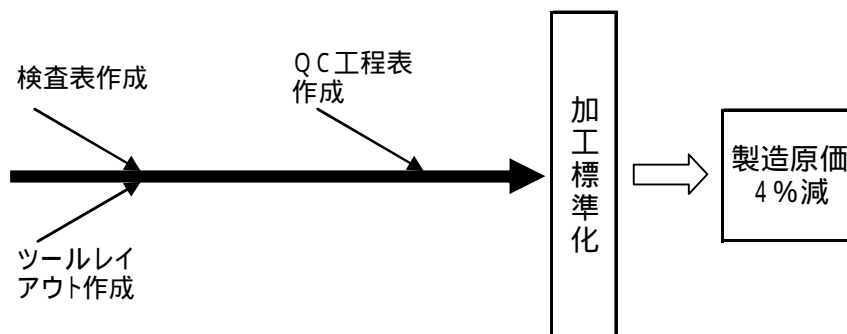 検査表作成
QC工程表
作成
ツールレイ
アウト作成
加工標準化
製造原価
4%減